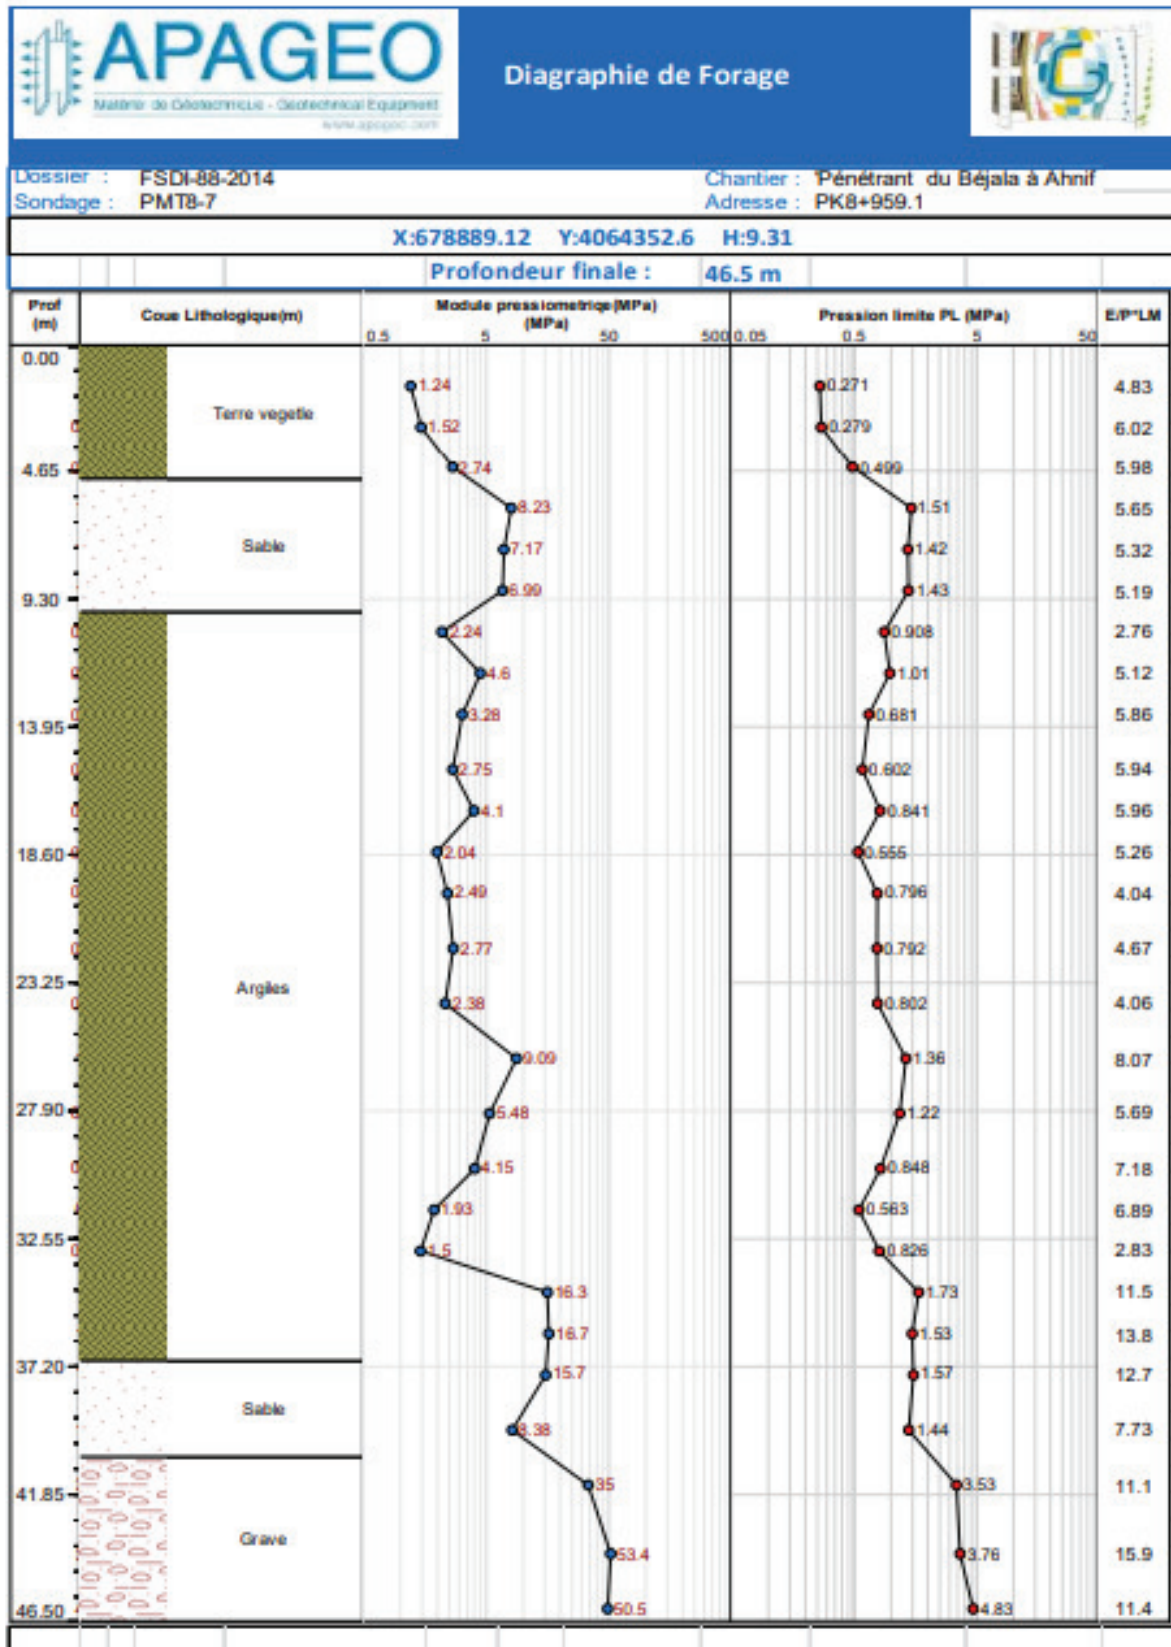 APAGEO
Matériel de Géotechnique - Geotechnical Equipment
www.apageo.com
Diagraphie de Forage
G
Dossier : FSDI-88-2014
Chantier : 'Pénétrant du Béjala à Ahnif
Sondage : PMT8-7
Adresse : PK8+959.1
X:678889.12 Y:4064352.6 H:9.31
Profondeur finale : 46.5 m
Prof (m)
Coue Lithologique(m)
Module pressiometriqe(MPa)
(MPa)
0.5 5 50 500
Pression limite PL (MPa)
0.05 0.5 5 50
E/P*LM
0.00
1.24 0.271 4.83
Terre vegetle
1.52 0.279 6.02
4.65 2.74 0.499 5.98
8.23 1.51 5.65
Sable
7.17 1.42 5.32
9.30 6.99 1.43 5.19
2.24 0.908 2.76
4.6 1.01 5.12
3.28 0.681 5.86
13.95
2.75 0.602 5.94
4.1 0.841 5.96
18.60 2.04 0.555 5.26
2.49 0.796 4.04
2.77 0.792 4.67
23.25
Argiles
2.38 0.802 4.06
9.09 1.36 8.07
27.90 5.48 1.22 5.69
4.15 0.848 7.18
1.93 0.563 6.89
32.55 1.5 0.826 2.83
16.3 1.73 11.5
16.7 1.53 13.8
37.20 15.7 1.57 12.7
Sable
8.38 1.44 7.73
35 3.53 11.1
41.85
Grave
53.4 3.76 15.9
46.50 50.5 4.83 11.4